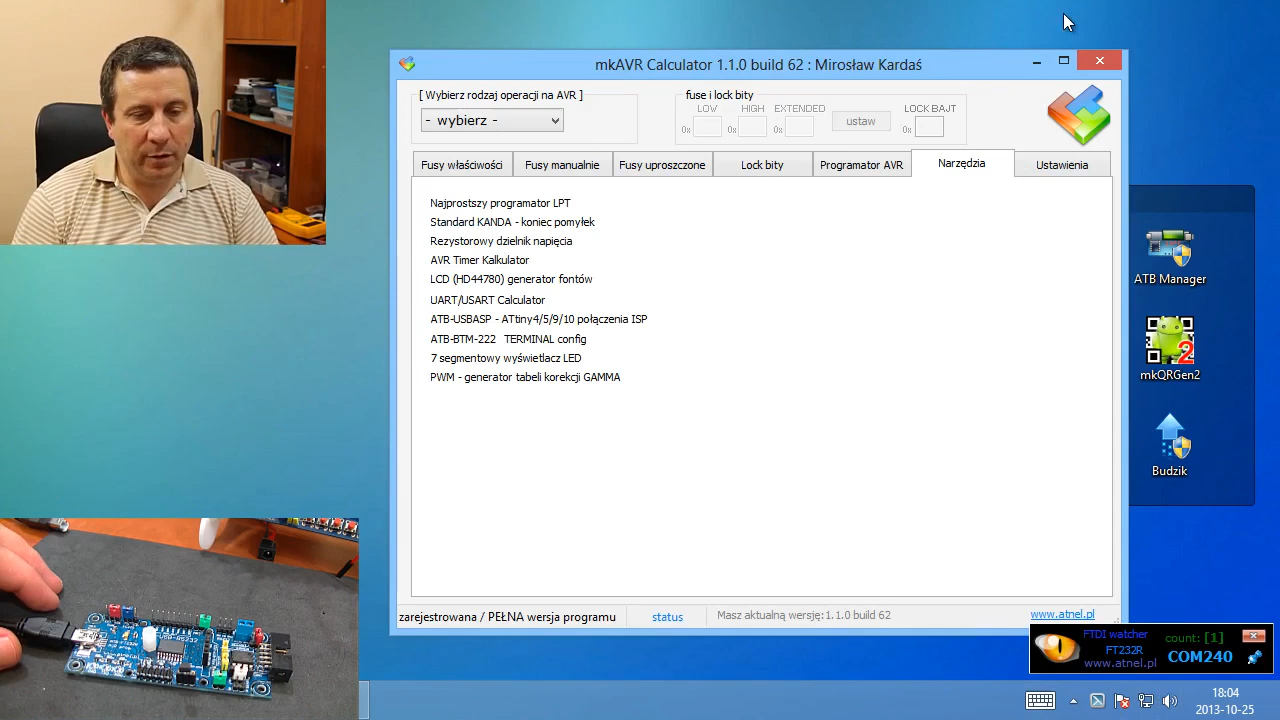 mkAVR Calculator 1.1.0 build 62 : Mirosław Kardaś
[ Wybierz rodzaj operacji na AVR ]
- wybierz -
fuse i lock bity
LOW HIGH EXTENDED LOCK BAJT
0x 0x 0x ustaw 0x
Fusy właściwości Fusy manualnie Fusy uproszczone Lock bity Programator AVR Narzędzia Ustawienia
Najprostszy programator LPT
Standard KANDA - koniec pomyłek
Rezystorowy dzielnik napięcia
AVR Timer Kalkulator
LCD (HD44780) generator fontów
UART/USART Calculator
ATB-USBASP - ATtiny4/5/9/10 połączenia ISP
ATB-BTM-222 TERMINAL config
7 segmentowy wyświetlacz LED
PWM - generator tabeli korekcji GAMMA
zarejestrowana / PEŁNA wersja programu status Masz aktualną wersję:1.1.0 build 62 www.atnel.pl
ATB Manager
2
mkQRGen2
Budzik
FTDI watcher count: [1]
FT232R
www.atnel.pl COM240
18:04
2013-10-25